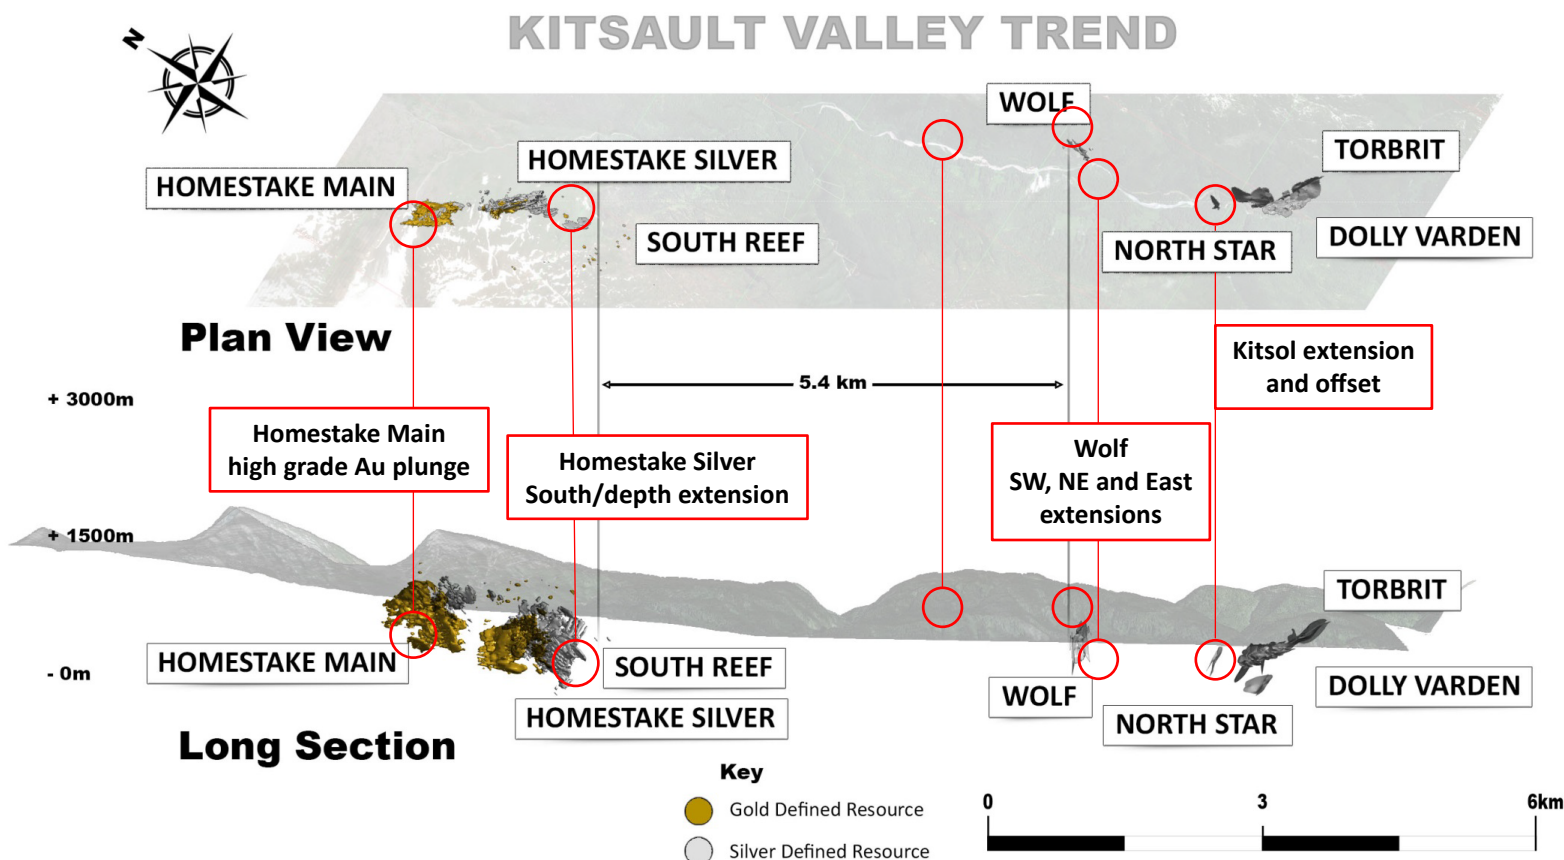 KITSAULT VALLEY TREND
N
WOLF
HOMESTAKE SILVER
TORBRIT
HOMESTAKE MAIN
SOUTH REEF
DOLLY VARDEN
NORTH STAR
Plan View
Kitsol extension
and offset
5.4 km
+ 3000m
Homestake Main
high grade Au plunge
Homestake Silver
South/depth extension
Wolf
SW, NE and East
extensions
+ 1500m
TORBRIT
HOMESTAKE MAIN
SOUTH REEF
- 0m
WOLF
DOLLY VARDEN
HOMESTAKE SILVER
NORTH STAR
Long Section
Key
Gold Defined Resource
Silver Defined Resource
0
3
6km